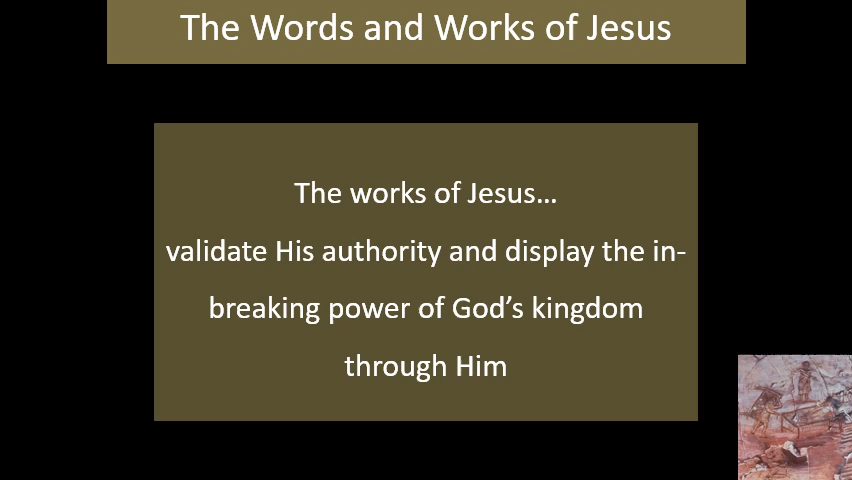 The Words and Works of Jesus
The works of Jesus…
validate His authority and display the in-
breaking power of God’s kingdom
through Him